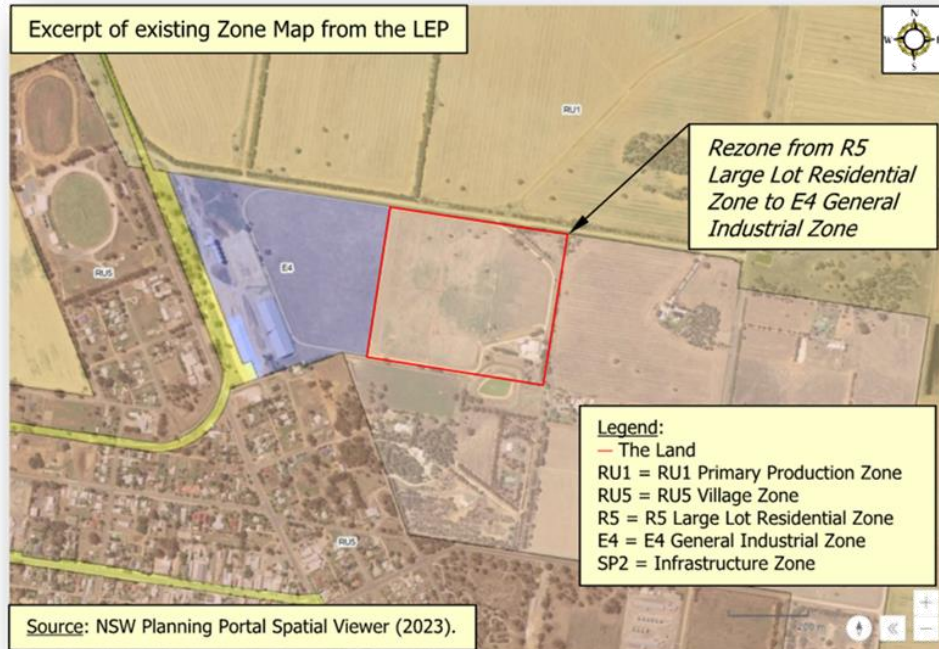 Excerpt of existing Zone Map from the LEP
N
W
S
RU1
Rezone from R5
Large Lot Residential
Zone to E4 General
Industrial Zone
E4
RU5
Legend:
— The Land
RU1 = RU1 Primary Production Zone
RU5 = RU5 Village Zone
R5 = R5 Large Lot Residential Zone
E4 = E4 General Industrial Zone
SP2 = Infrastructure Zone
RU5
Source: NSW Planning Portal Spatial Viewer (2023).